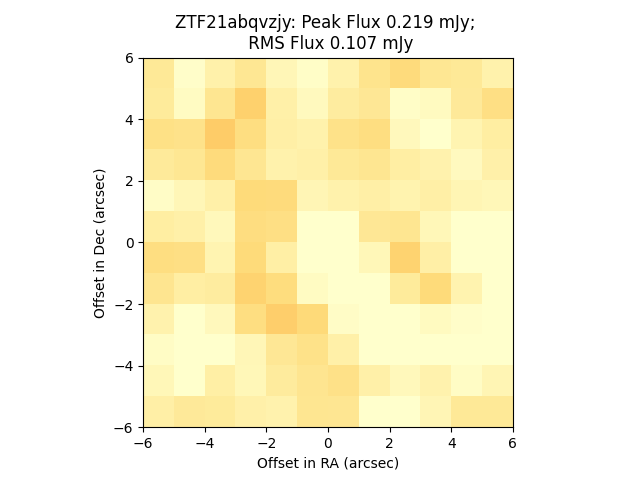 ZTF21abqvzjy: Peak Flux 0.219 mJy;
RMS Flux 0.107 mJy
6
4
2
0
−2
−4
−6
Offset in Dec (arcsec)
−6 −4 −2 0 2 4 6
Offset in RA (arcsec)